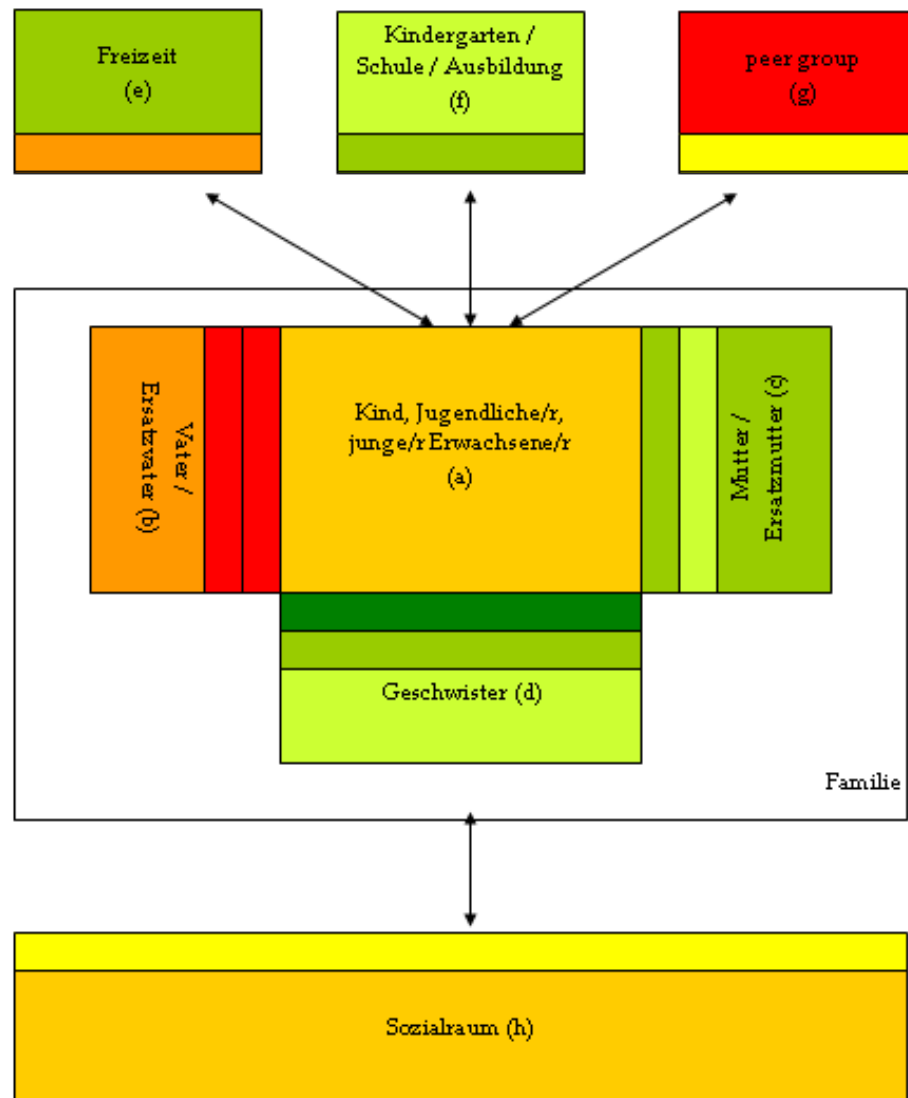 Freizeit
(e)
Kindergarten /
Schule / Ausbildung
(f)
peer group
(g)
Vater /
Ersatzvater (b)
Kind, Jugendliche/r,
junge/r Erwachsene/r
(a)
Mutter /
Ersatzmutter (c)
Geschwister (d)
Familie
Sozialraum (h)